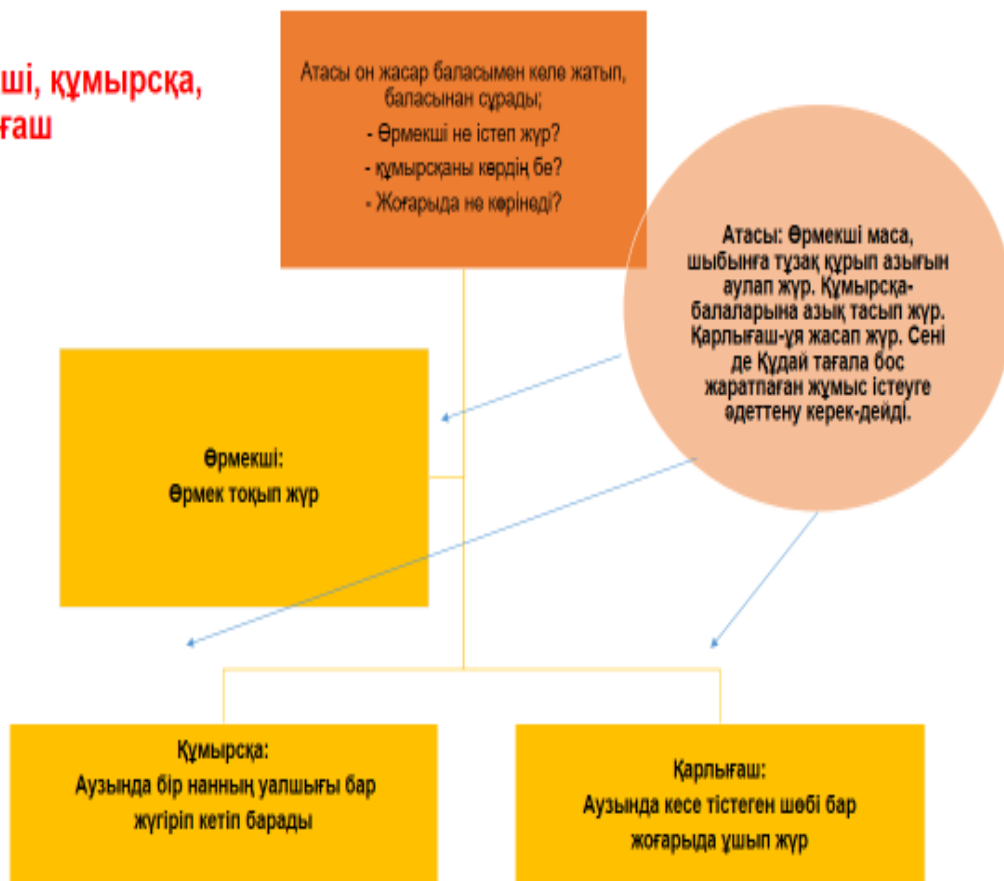 ші, құмырсқа,
ғаш
Атасы он жасар баласымен келе жатып,
баласынан сұрады;
- Өрмекші не істеп жүр?
- құмырсқаны көрдің бе?
- Жоғарыда не көрінеді?
Атасы: Өрмекші маса,
шыбынға тұзақ құрып азығын
аулап жүр. Құмырсқа-
балаларына азық тасып жүр.
Қарлығаш-ұя жасап жүр. Сені
де Құдай тағала бос
жаратпаған жұмыс істеуге
әдеттену керек-дейді.
Өрмекші:
Өрмек тоқып жүр
Құмырсқа:
Аузында бір нанның уалшығы бар
жүгіріп кетіп барады
Қарлығаш:
Аузында кесе тістеген шөбі бар
жоғарыда ұшып жүр